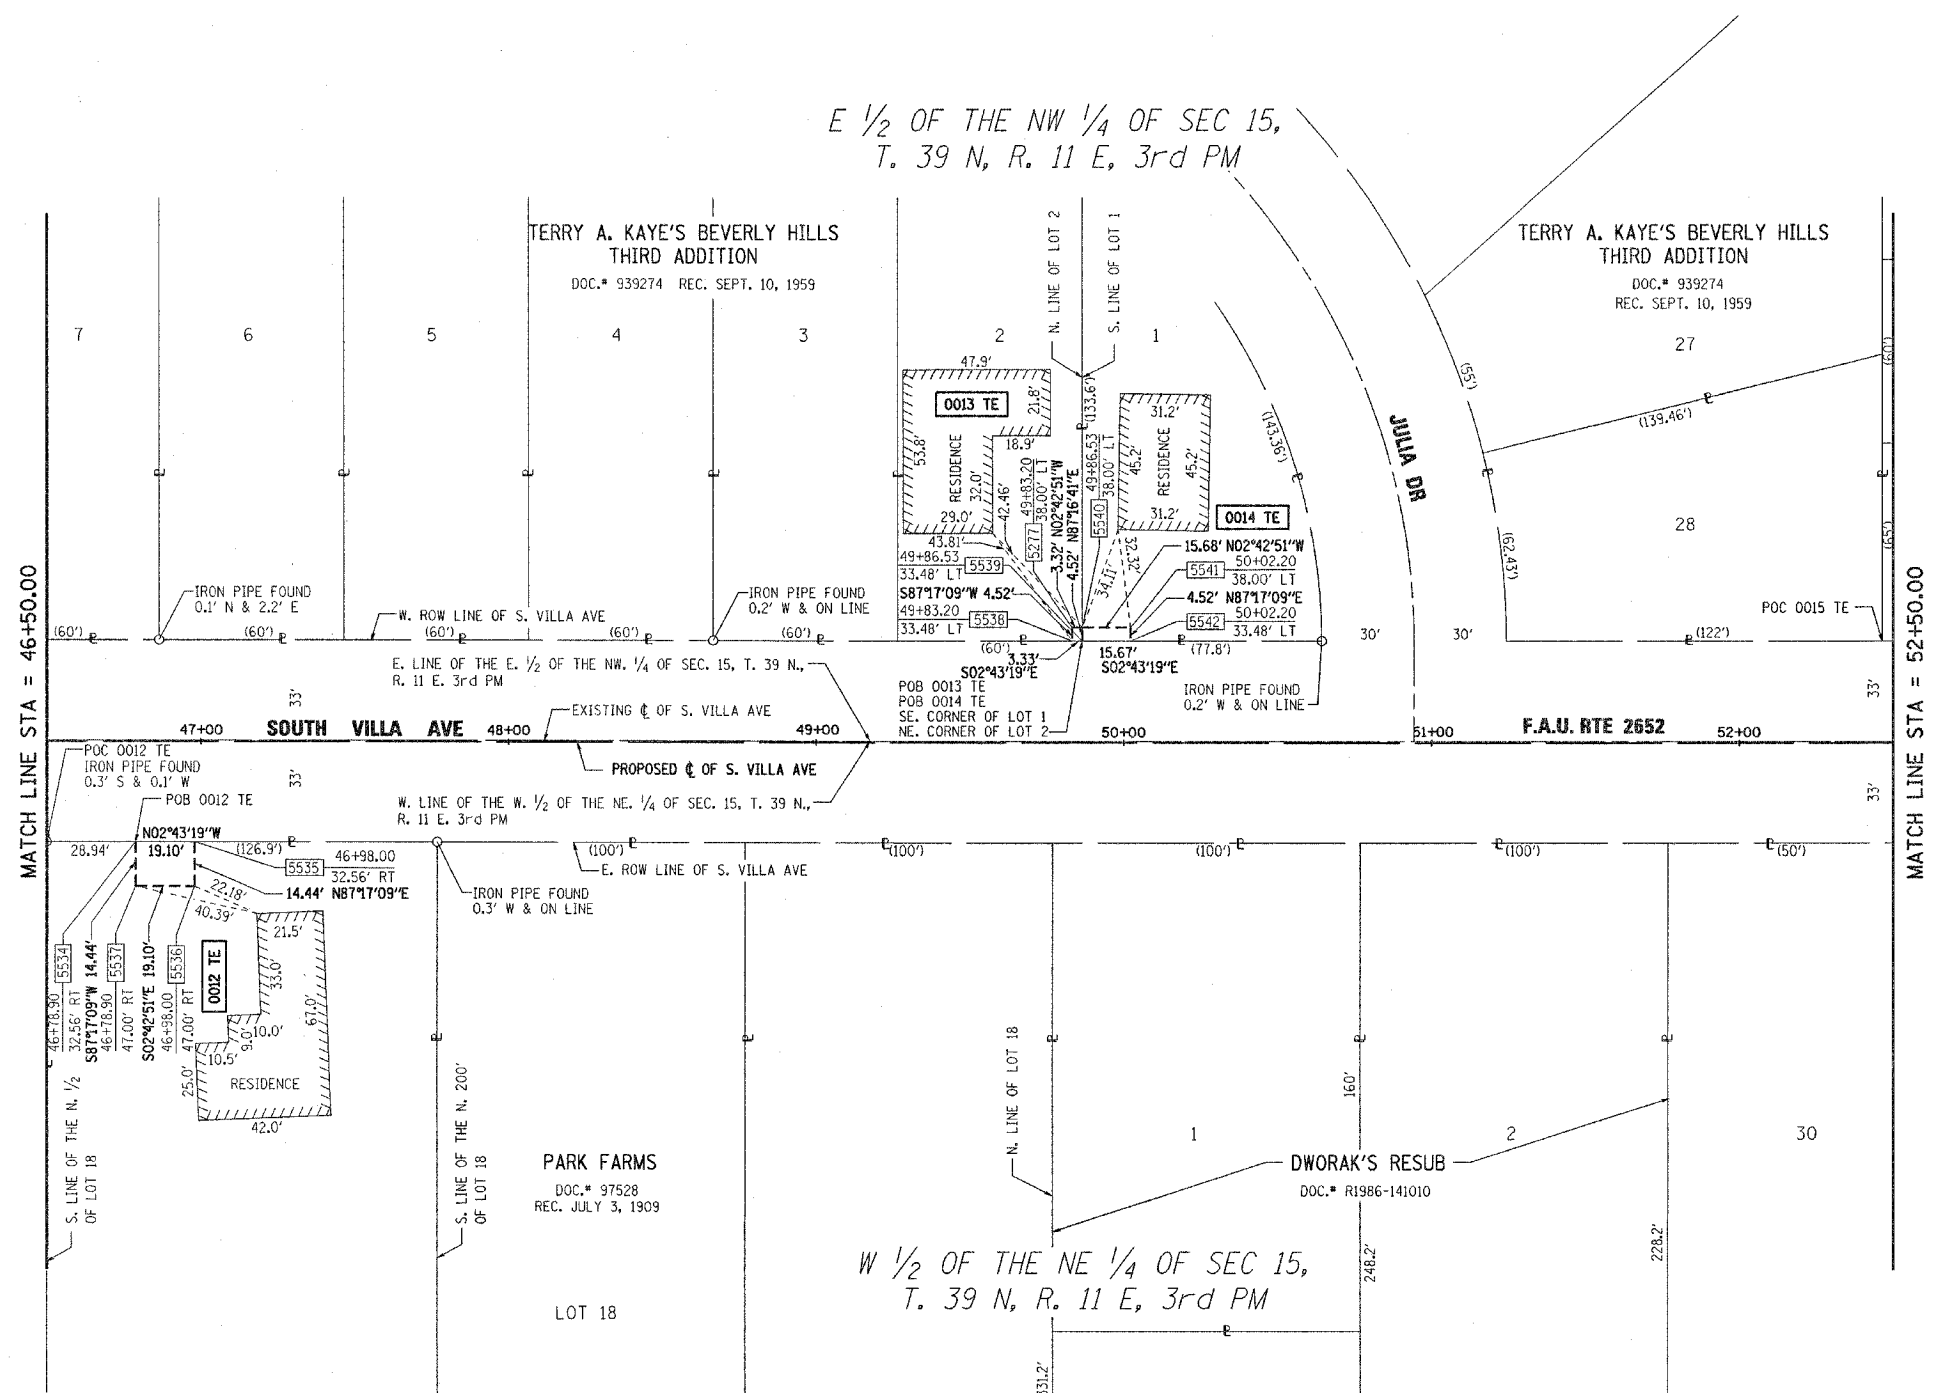 E 1/2 OF THE NW 1/4 OF SEC 15,
T. 39 N, R. 11 E, 3rd PM
TERRY A. KAYE'S BEVERLY HILLS
THIRD ADDITION
DOC.# 939274 REC. SEPT. 10, 1959
TERRY A. KAYE'S BEVERLY HILLS
THIRD ADDITION
DOC.# 939274
REC. SEPT. 10, 1959
N. LINE OF LOT 2
S. LINE OF LOT 1
7
6
5
4
3
2
1
27
28
47.9'
0013 TE
21.8'
18.9'
53.8'
RESIDENCE
32.0'
29.0'
(133.6')
31.2'
45.2'
RESIDENCE
45.2'
31.2'
0014 TE
(143.36')
JULIA DR
(55')
(62.43')
(139.46')
(60')
(65')
43.81'
42.46'
49+83.20
38.00' LT
5277
3.32' N02°42'51"W
4.52' N87°16'41"E
49+86.53
38.00' LT
5540
34.11'
32.32'
49+86.53
33.48' LT
5539
S87°17'09"W 4.52'
49+83.20
33.48' LT
5538
15.68' N02°42'51"W
5541
50+02.20
38.00' LT
4.52' N87°17'09"E
5542
50+02.20
33.48' LT
IRON PIPE FOUND
0.1' N & 2.2' E
W. ROW LINE OF S. VILLA AVE
IRON PIPE FOUND
0.2' W & ON LINE
POC 0015 TE
(60')
(60')
(60')
(60')
(60')
(60')
3.33'
S02°43'19"E
15.67'
S02°43'19"E
(77.8')
30'
30'
(122')
E. LINE OF THE E. 1/2 OF THE NW. 1/4 OF SEC. 15, T. 39 N.,
R. 11 E. 3rd PM
POB 0013 TE
POB 0014 TE
SE. CORNER OF LOT 1
NE. CORNER OF LOT 2
IRON PIPE FOUND
0.2' W & ON LINE
33'
33'
EXISTING ℄ OF S. VILLA AVE
47+00
SOUTH VILLA AVE
48+00
49+00
50+00
51+00
F.A.U. RTE 2652
52+00
MATCH LINE STA = 46+50.00
MATCH LINE STA = 52+50.00
POC 0012 TE
IRON PIPE FOUND
0.3' S & 0.1' W
POB 0012 TE
33'
33'
PROPOSED ℄ OF S. VILLA AVE
W. LINE OF THE W. 1/2 OF THE NE. 1/4 OF SEC. 15, T. 39 N.,
R. 11 E. 3rd PM
28.94'
N02°43'19"W
19.10'
(126.9')
5535
46+98.00
32.56' RT
14.44' N87°17'09"E
(100')
(100')
(100')
(100')
(50')
E. ROW LINE OF S. VILLA AVE
IRON PIPE FOUND
0.3' W & ON LINE
22.18'
40.39'
21.5'
33.0'
67.0'
10.0'
9.0'
10.5'
25.0'
RESIDENCE
42.0'
0012 TE
5534
46+78.90
32.56' RT
S87°17'09"W 14.44'
5537
46+78.90
47.00' RT
S02°42'51"E 19.10'
5536
46+98.00
47.00' RT
S. LINE OF THE N. 1/2
OF LOT 18
S. LINE OF THE N. 200'
OF LOT 18
N. LINE OF LOT 18
PARK FARMS
DOC.# 97528
REC. JULY 3, 1909
LOT 18
160'
1
2
30
DWORAK'S RESUB
DOC.# R1986-141010
248.2'
228.2'
W 1/2 OF THE NE 1/4 OF SEC 15,
T. 39 N, R. 11 E, 3rd PM
331.2'